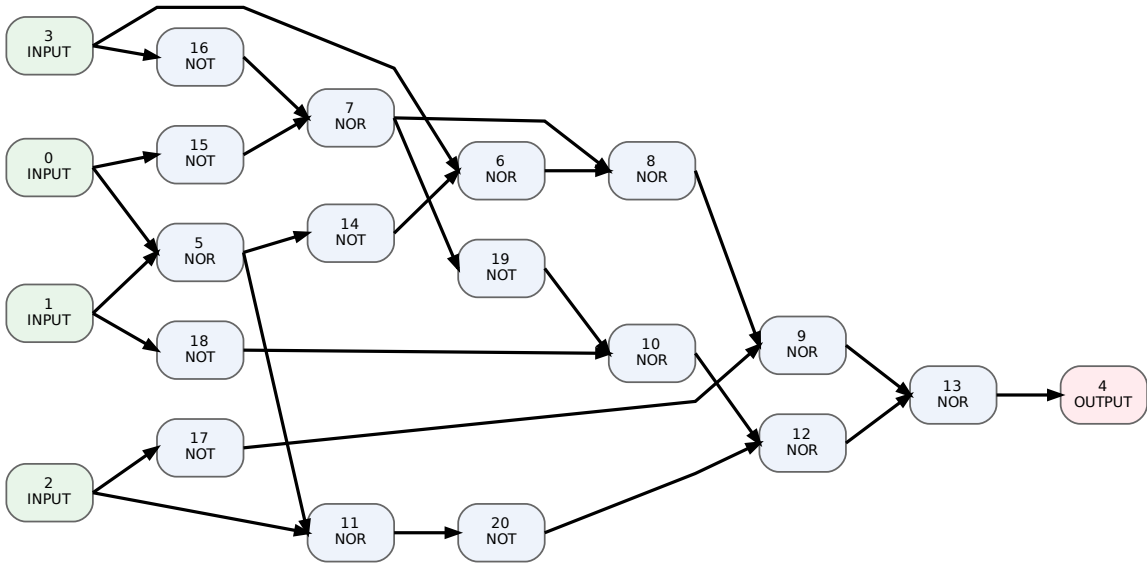 3
INPUT
16
NOT
7
NOR
0
INPUT
15
NOT
6
NOR
8
NOR
14
NOT
5
NOR
19
NOT
1
INPUT
18
NOT
10
NOR
9
NOR
13
NOR
4
OUTPUT
17
NOT
12
NOR
2
INPUT
11
NOR
20
NOT